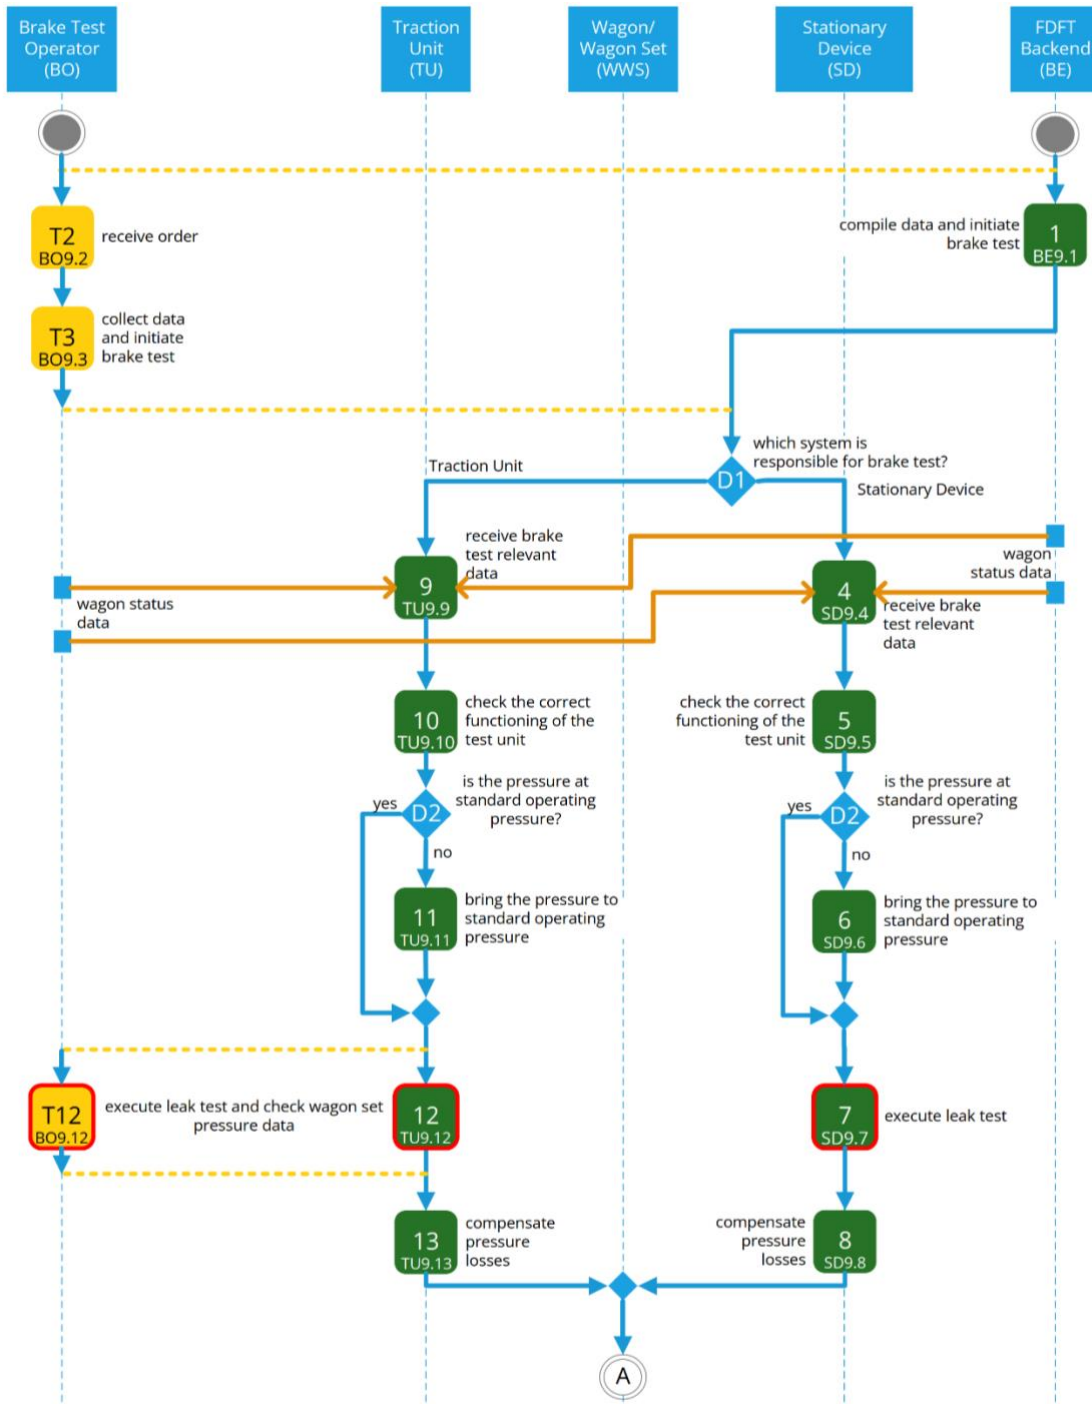 Brake Test
Operator
(BO)
Traction
Unit
(TU)
Wagon/
Wagon Set
(WWS)
Stationary
Device
(SD)
FDFT
Backend
(BE)
T2
BO9.2
receive order
compile data and initiate
brake test
1
BE9.1
T3
BO9.3
collect data
and initiate
brake test
which system is
responsible for brake test?
D1
Traction Unit
Stationary Device
receive brake
test relevant
data
9
TU9.9
wagon
status data
4
SD9.4
wagon status
data
receive brake
test relevant
data
10
TU9.10
check the correct
functioning of the
test unit
check the correct
functioning of the
test unit
5
SD9.5
is the pressure at
standard operating
pressure?
yes
D2
no
is the pressure at
standard operating
pressure?
yes
D2
no
11
TU9.11
bring the pressure to
standard operating
pressure
6
SD9.6
bring the pressure to
standard operating
pressure
T12
BO9.12
execute leak test and check wagon set
pressure data
12
TU9.12
7
SD9.7
execute leak test
13
TU9.13
compensate
pressure
losses
compensate
pressure
losses
8
SD9.8
A